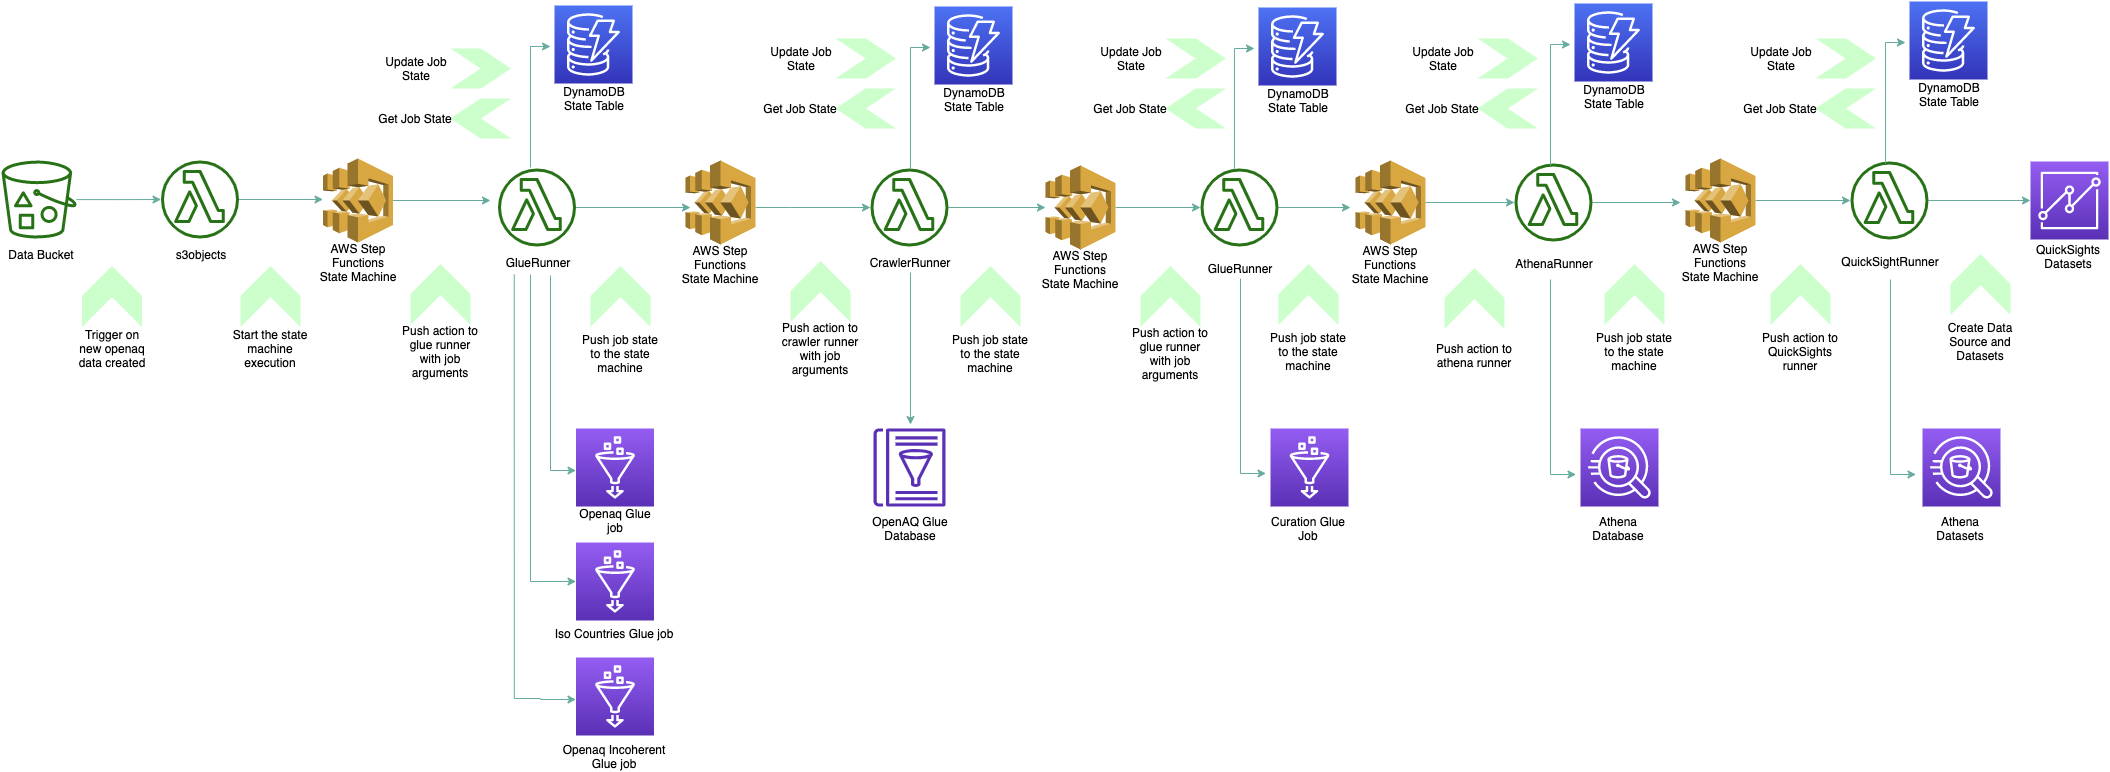 Update Job
State
Get Job State
DynamoDB
State Table
Update Job
State
Get Job State
DynamoDB
State Table
Update Job
State
Get Job State
DynamoDB
State Table
Update Job
State
Get Job State
DynamoDB
State Table
Update Job
State
Get Job State
DynamoDB
State Table
Data Bucket
s3objects
AWS Step
Functions
State Machine
GlueRunner
AWS Step
Functions
State Machine
CrawlerRunner
AWS Step
Functions
State Machine
GlueRunner
AWS Step
Functions
State Machine
AthenaRunner
AWS Step
Functions
State Machine
QuickSightRunner
QuickSights
Datasets
Trigger on
new openaq
data created
Start the state
machine
execution
Push action to
glue runner
with job
arguments
Push job state
to the state
machine
Push action to
crawler runner
with job
arguments
Push job state
to the state
machine
Push action to
glue runner
with job
arguments
Push job state
to the state
machine
Push action to
athena runner
Push job state
to the state
machine
Push action to
QuickSights
runner
Create Data
Source and
Datasets
Openaq Glue
job
Iso Countries Glue job
Openaq Incoherent
Glue job
OpenAQ Glue
Database
Curation Glue
Job
Athena
Database
Athena
Datasets